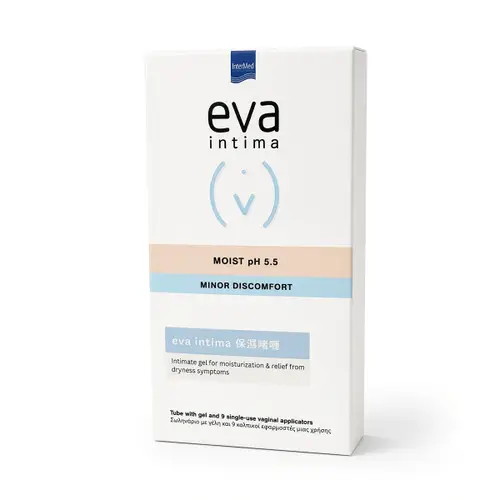 InterMed
eva
intima
MOIST pH 5.5
MINOR DISCOMFORT
eva intima 保濕啫喱
Intimate gel for moisturization & relief from
dryness symptoms
Tube with gel and 9 single-use vaginal applicators
Σωληνάριο με γέλη και 9 κολπικοί εφαρμοστές μιας χρήσης